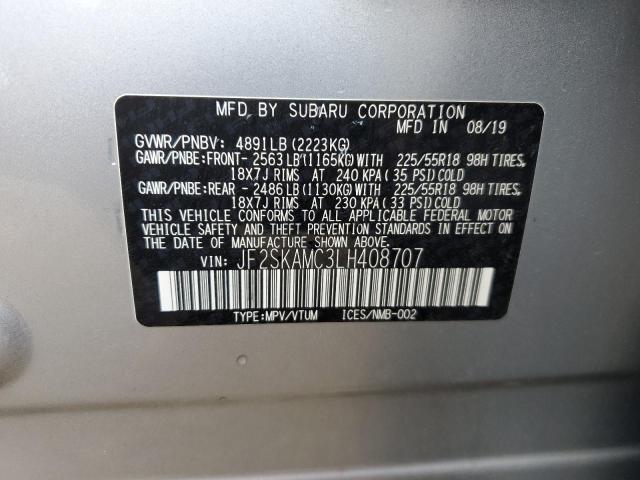 MFD BY SUBARU CORPORATION
MFD IN 08/19
GVWR/PNBV: 4891LB (2223KG)
GAWR/PNBE: FRONT- 2563 LB (1165KG) WITH 225/55R18 98H TIRES,
18X7J RIMS AT 240 KPA (35 PSI) COLD
GAWR/PNBE: REAR - 2486 LB (1130KG) WITH 225/55R18 98H TIRES,
18X7J RIMS AT 230 KPA (33 PSI) COLD
THIS VEHICLE CONFORMS TO ALL APPLICABLE FEDERAL MOTOR
VEHICLE SAFETY AND THEFT PREVENTION STANDARDS IN EFFECT
ON THE DATE OF MANUFACTURE SHOWN ABOVE.
VIN: JF2SKAMC3LH408707
TYPE: MPV/VTUM ICES/NMB-002